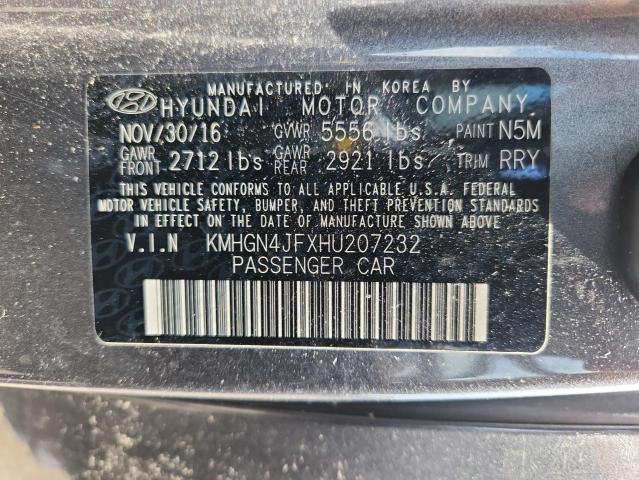 MANUFACTURED IN KOREA BY
HYUNDAI MOTOR COMPANY
NOV/30/16 GVWR 5556 lbs PAINT N5M
GAWR FRONT 2712 lbs GAWR REAR 2921 lbs TRIM RRY
THIS VEHICLE CONFORMS TO ALL APPLICABLE U.S.A. FEDERAL
MOTOR VEHICLE SAFETY, BUMPER, AND THEFT PREVENTION STANDARDS
IN EFFECT ON THE DATE OF MANUFACTURE SHOWN ABOVE.
V.I.N KMHGN4JFXHU207232
PASSENGER CAR